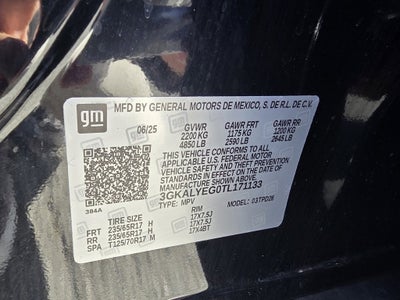 gm
MFD BY GENERAL MOTORS DE MEXICO, S. DE R.L. DE C.V.
06/25 GVWR GAWR FRT GAWR RR
2200 KG 1175 KG 1200 KG
4850 LB 2590 LB 2645 LB
THIS VEHICLE CONFORMS TO ALL
APPLICABLE U.S. FEDERAL MOTOR
VEHICLE SAFETY AND THEFT PREVENTION
STANDARDS IN EFFECT ON THE DATE OF
MANUFACTURE SHOWN ABOVE.
3GKALYEG0TL171133
384A TYPE: MPV MODEL: 03TPD26
TIRE SIZE RIM
FRT 235/65R17 H 17X7.5J
RR 235/65R17 H 17X7.5J
SPA T125/70R17 M 17X4BT